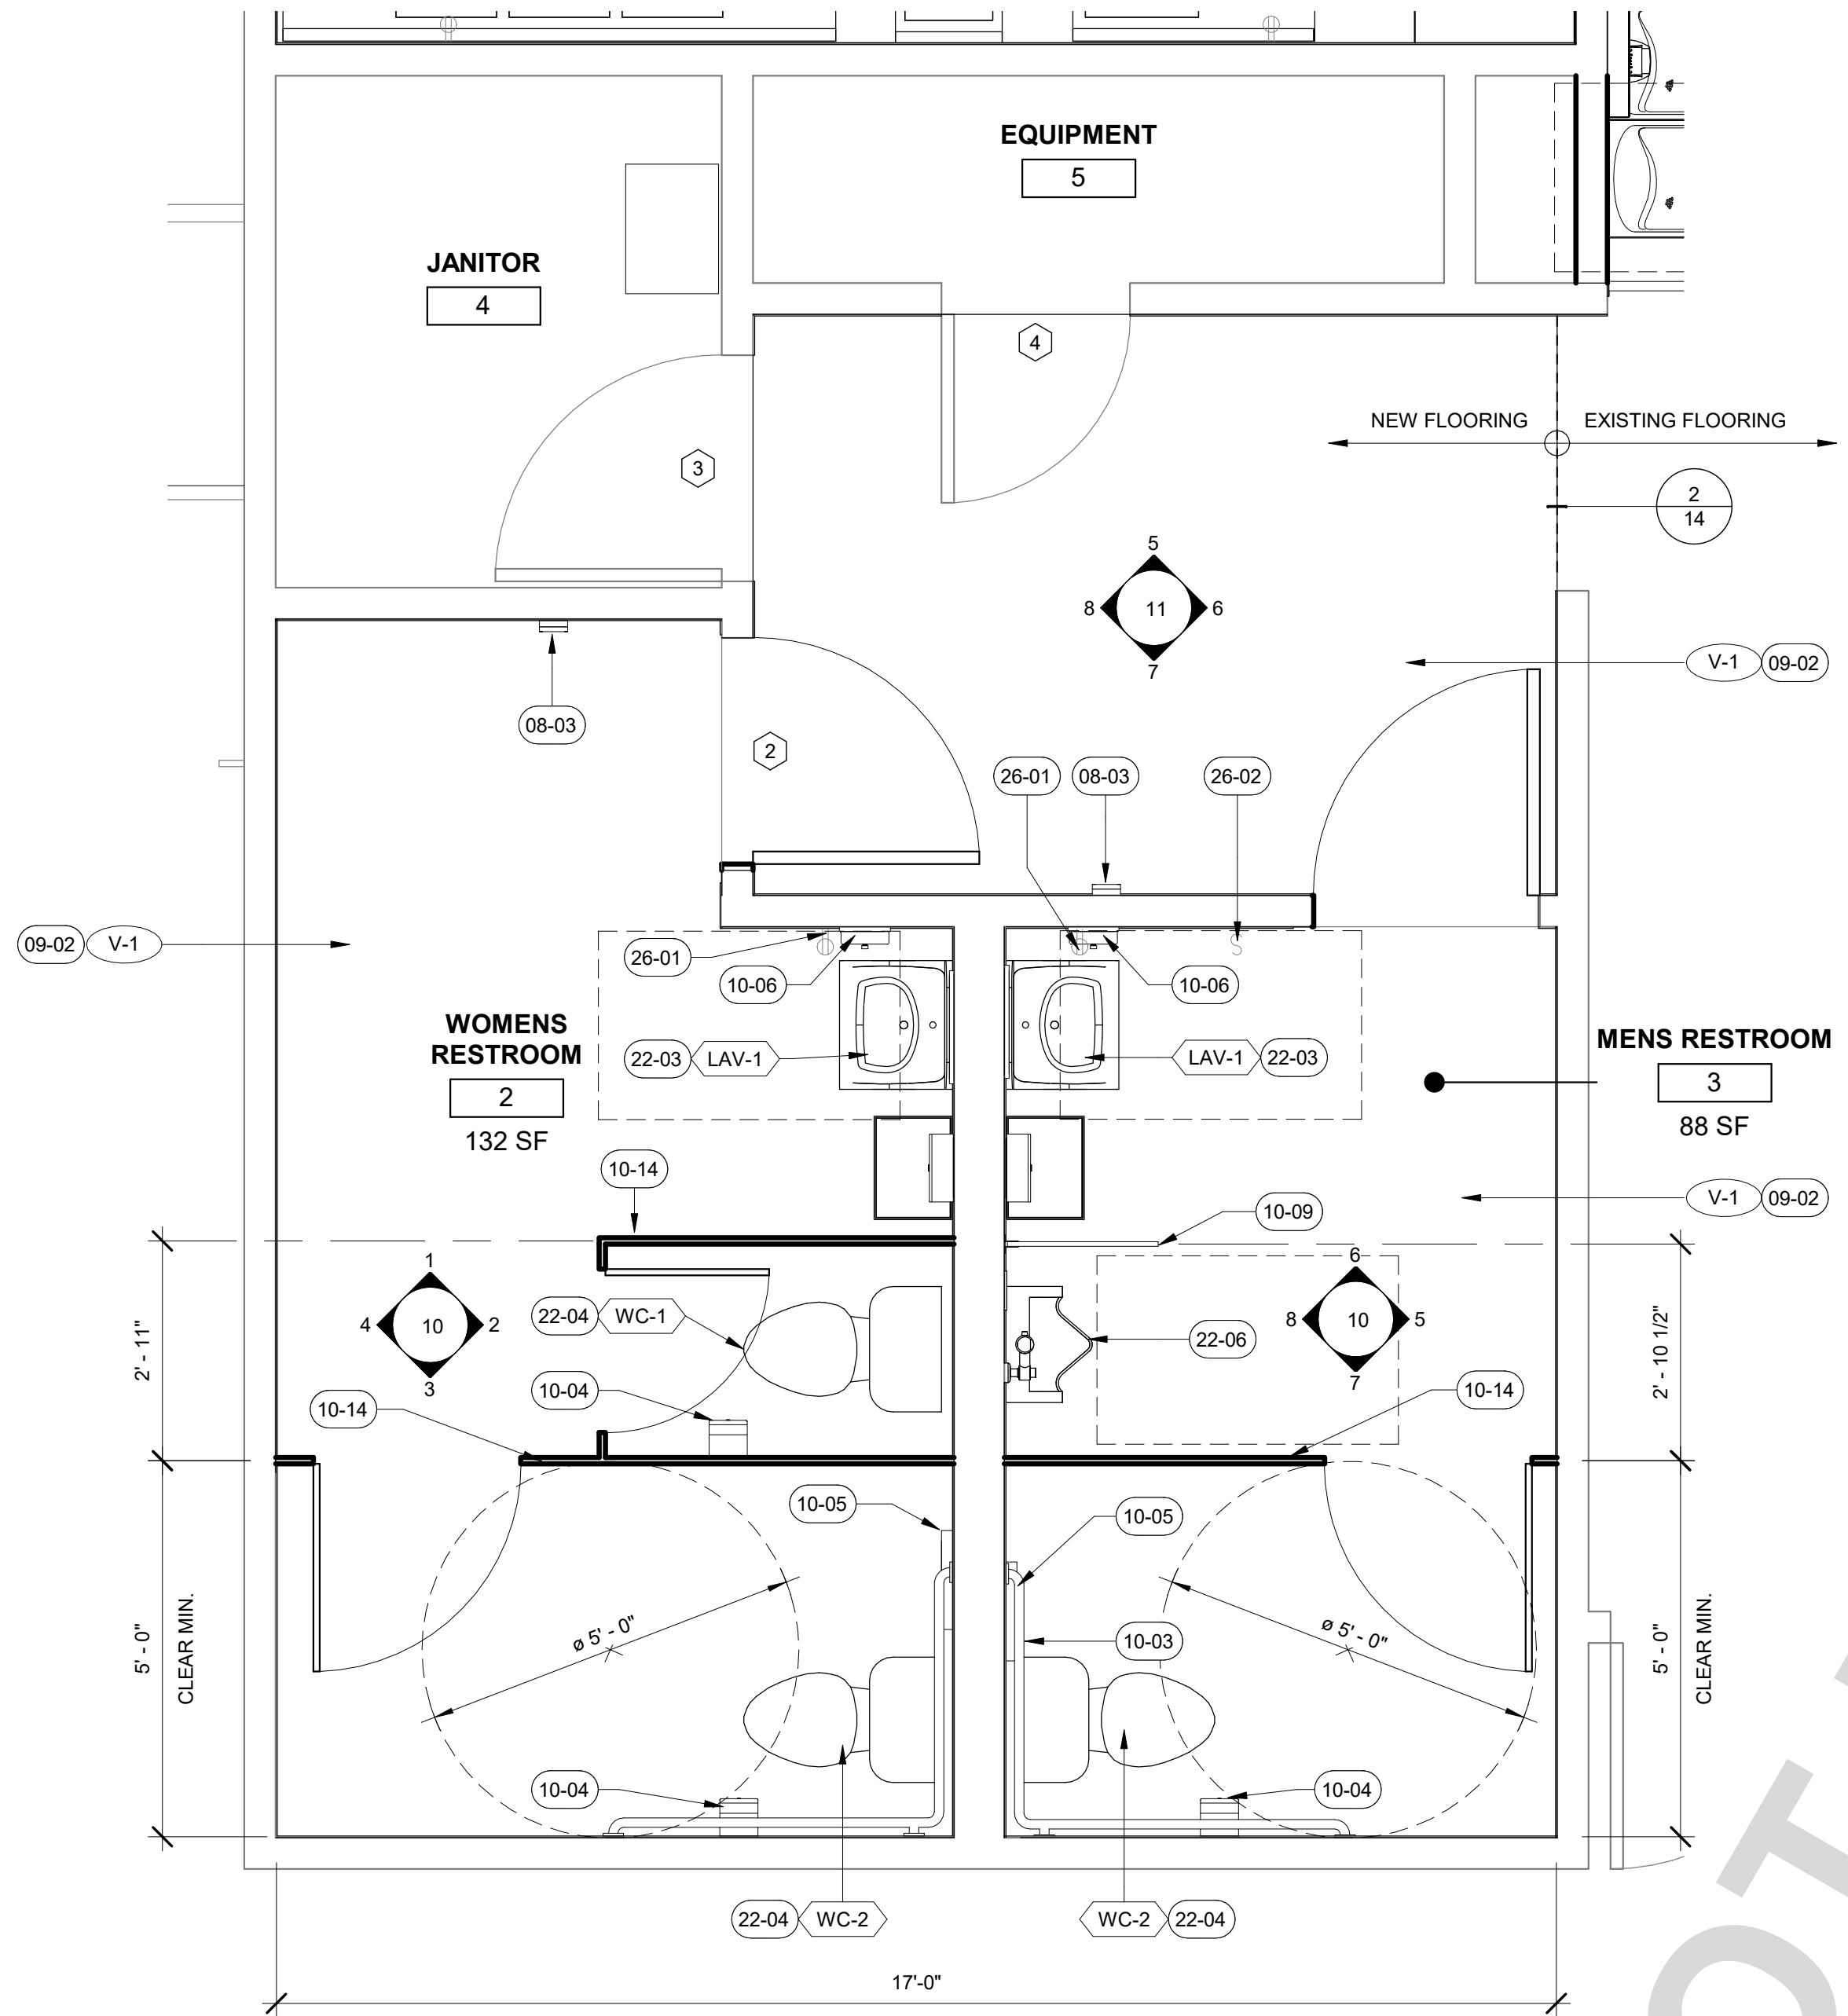 EQUIPMENT
5
JANITOR
4
4
NEW FLOORING
EXISTING FLOORING
3
2
14
5
8
11
6
7
V-1
09-02
08-03
2
26-01
08-03
26-02
09-02
V-1
26-01
10-06
10-06
S
WOMENS
RESTROOM
2
132 SF
22-03
LAV-1
LAV-1
22-03
MENS RESTROOM
3
88 SF
10-14
10-09
V-1
09-02
1
4
10
2
3
22-04
WC-1
6
8
10
5
7
22-06
2' - 11"
2' - 10 1/2"
10-04
10-14
10-14
10-05
10-05
5' - 0"
CLEAR MIN.
ø 5' - 0"
10-03
ø 5' - 0"
5' - 0"
CLEAR MIN.
10-04
10-04
22-04
WC-2
WC-2
22-04
17'-0"